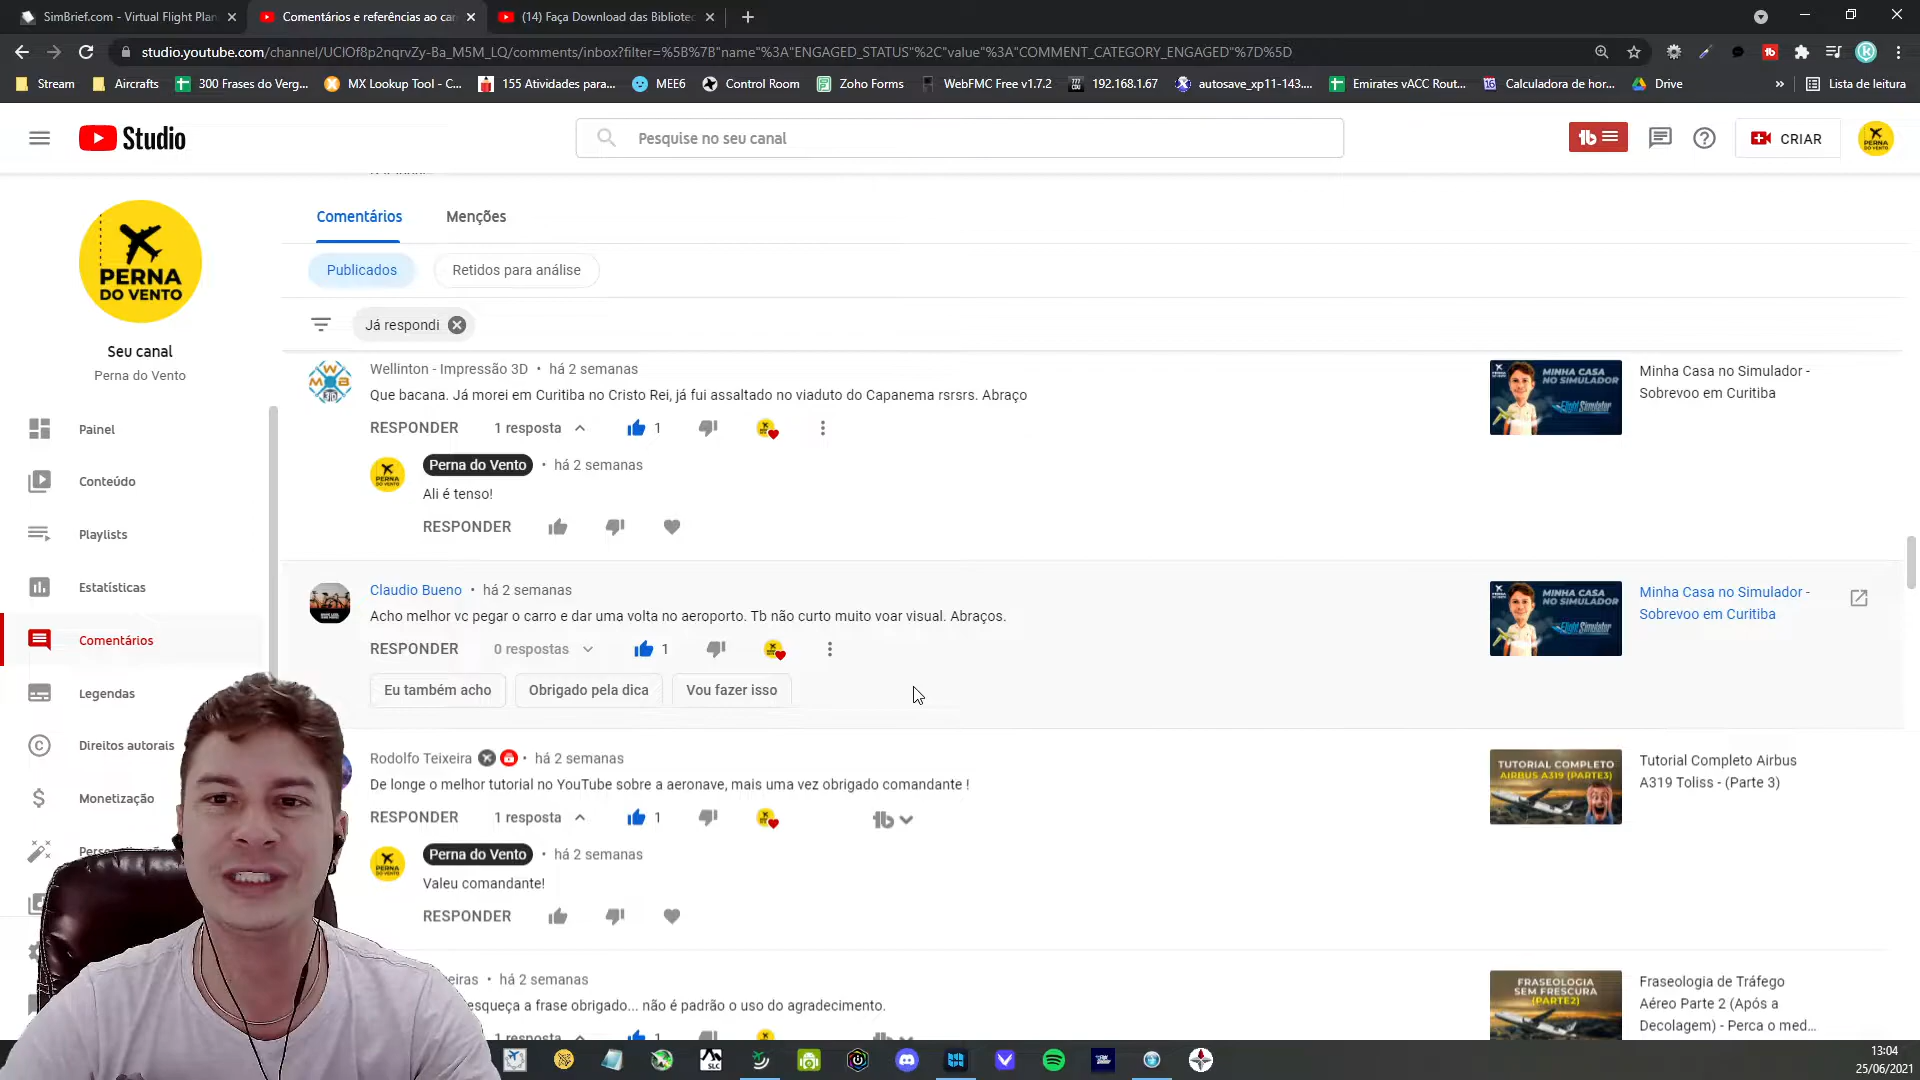 SimBrief.com - Virtual Flight Plan
Comentários e referências ao can
(14) Faça Download das Bibliotec
studio.youtube.com/channel/UClOf8p2nqrvZy-Ba_M5M_LQ/comments/inbox?filter=%5B%7B"name"%3A"ENGAGED_STATUS"%2C"value"%3A"COMMENT_CATEGORY_ENGAGED"%7D%5D
Stream
Aircrafts
300 Frases do Verg...
MX Lookup Tool - C...
155 Atividades para...
MEE6
Control Room
Zoho Forms
WebFMC Free v1.7.2
192.168.1.67
autosave_xp11-143....
Emirates vACC Rout...
Calculadora de hor...
Drive
»
Lista de leitura
Studio
Pesquise no seu canal
CRIAR
PERNA DO VENTO
Seu canal
Perna do Vento
Painel
Conteúdo
Playlists
Estatísticas
Comentários
Legendas
Direitos autorais
Monetização
Comentários
Menções
Publicados
Retidos para análise
Já respondi
Wellinton - Impressão 3D • há 2 semanas
Que bacana. Já morei em Curitiba no Cristo Rei, já fui assaltado no viaduto do Capanema rsrsrs. Abraço
RESPONDER 1 resposta 1
MINHA CASA
NO SIMULADOR
Flight Simulator
Minha Casa no Simulador -
Sobrevoo em Curitiba
Perna do Vento • há 2 semanas
Ali é tenso!
RESPONDER
Claudio Bueno • há 2 semanas
Acho melhor vc pegar o carro e dar uma volta no aeroporto. Tb não curto muito voar visual. Abraços.
RESPONDER 0 respostas 1
Eu também acho
Obrigado pela dica
Vou fazer isso
MINHA CASA
NO SIMULADOR
Flight Simulator
Minha Casa no Simulador -
Sobrevoo em Curitiba
Rodolfo Teixeira • há 2 semanas
De longe o melhor tutorial no YouTube sobre a aeronave, mais uma vez obrigado comandante !
RESPONDER 1 resposta 1
TUTORIAL COMPLETO
AIRBUS A319 (PARTE3)
Tutorial Completo Airbus
A319 Toliss - (Parte 3)
Perna do Vento • há 2 semanas
Valeu comandante!
RESPONDER
eiras • há 2 semanas
esqueça a frase obrigado... não é padrão o uso do agradecimento.
1 resposta 1
FRASEOLOGIA
SEM FRESCURA
(PARTE2)
Fraseologia de Tráfego
Aéreo Parte 2 (Após a
Decolagem) - Perca o med...
SLC
13:04
25/06/2021